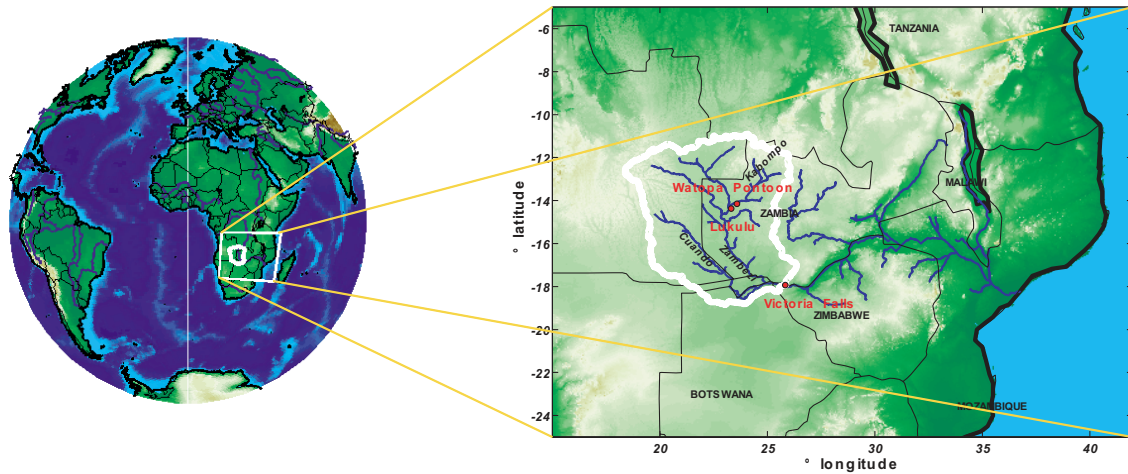 TANZANIA
-6
-8
-10
-12
-14
-16
-18
-20
-22
-24
° latitude
Kabompo
Watopa Pontoon
MALAWI
ZAMBIA
Lukulu
Cuando
Zambezi
Victoria Falls
ZIMBABWE
BOTSWANA
MOZAMBIQUE
20
25
30
35
40
° longitude